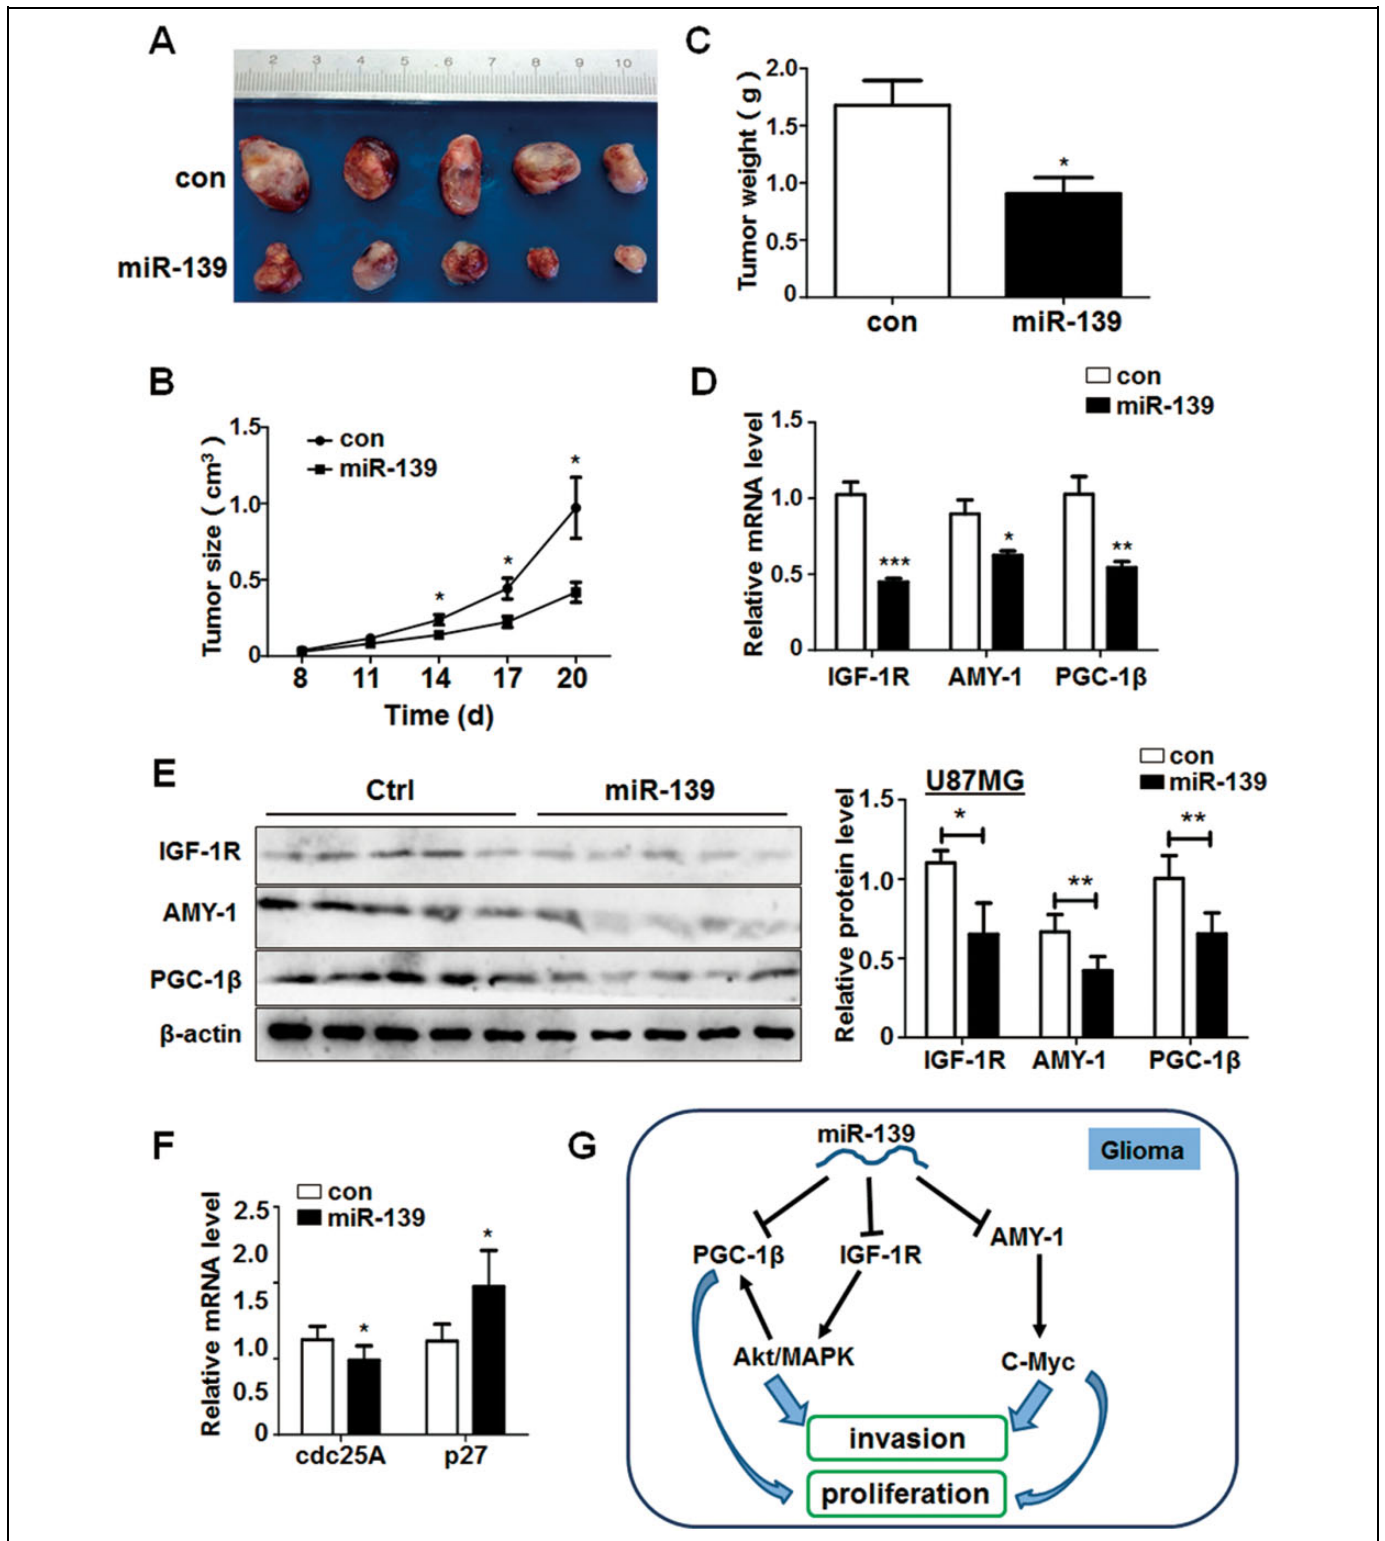 A
2 3 4 5 6 7 8 9 10
con
miR-139
C
Tumor weight ( g )
2.0
1.5
1.0
0.5
0
*
con miR-139
B
Tumor size ( cm³ )
1.5
1.0
0.5
0
con
miR-139
* * *
8 11 14 17 20
Time (d)
D
con
miR-139
Relative mRNA level
1.5
1.0
0.5
0
*** * **
IGF-1R AMY-1 PGC-1β
E
Ctrl miR-139
IGF-1R
AMY-1
PGC-1β
β-actin
U87MG
con
miR-139
Relative protein level
1.5
1.0
0.5
0
* ** **
IGF-1R AMY-1 PGC-1β
F
con
miR-139
Relative mRNA level
2.5
2.0
1.5
1.0
0.5
0
* *
cdc25A p27
G
miR-139
Glioma
PGC-1β IGF-1R AMY-1
Akt/MAPK C-Myc
invasion
proliferation